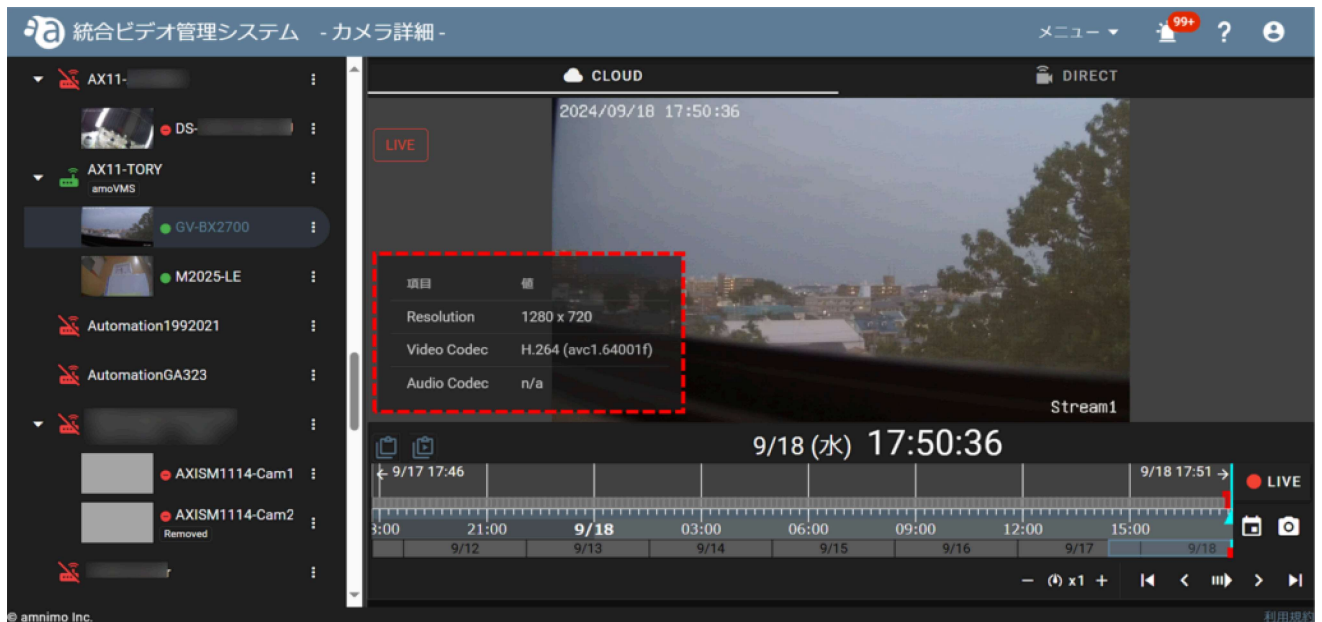 統合ビデオ管理システム - カメラ詳細 -
メニュー
99+
?
AX11-
DS-
AX11-TORY
amoVMS
GV-BX2700
M2025-LE
Automation1992021
AutomationGA323
AXISM1114-Cam1
AXISM1114-Cam2
Removed
© amnimo Inc.
CLOUD
DIRECT
2024/09/18 17:50:36
LIVE
項目 値
Resolution 1280 x 720
Video Codec H.264 (avc1.64001f)
Audio Codec n/a
Stream1
9/18 (水) 17:50:36
9/17 17:46
9/18 17:51
LIVE
3:00 21:00 9/18 03:00 06:00 09:00 12:00 15:00
9/12 9/13 9/14 9/15 9/16 9/17 9/18
x1
利用規約